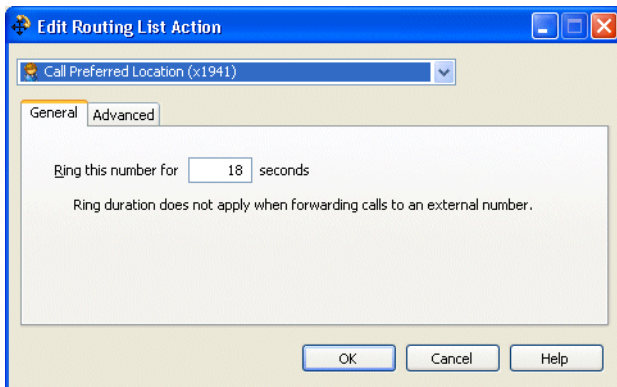 Edit Routing List Action
Call Preferred Location (x1941)
General Advanced
Ring this number for 18 seconds
Ring duration does not apply when forwarding calls to an external number.
OK Cancel Help